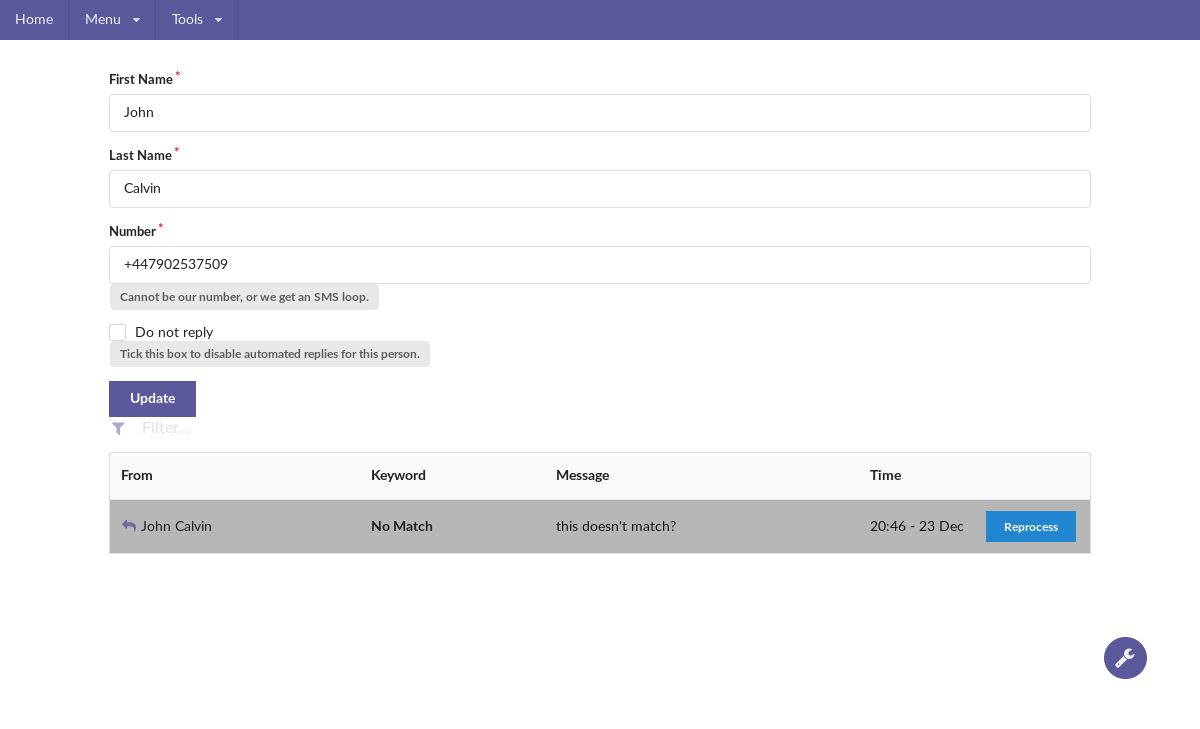 Home Menu Tools
First Name*
John
Last Name*
Calvin
Number*
+447902537509
Cannot be our number, or we get an SMS loop.
Do not reply
Tick this box to disable automated replies for this person.
Update
Filter...
From Keyword Message Time
John Calvin No Match this doesn't match? 20:46 - 23 Dec Reprocess